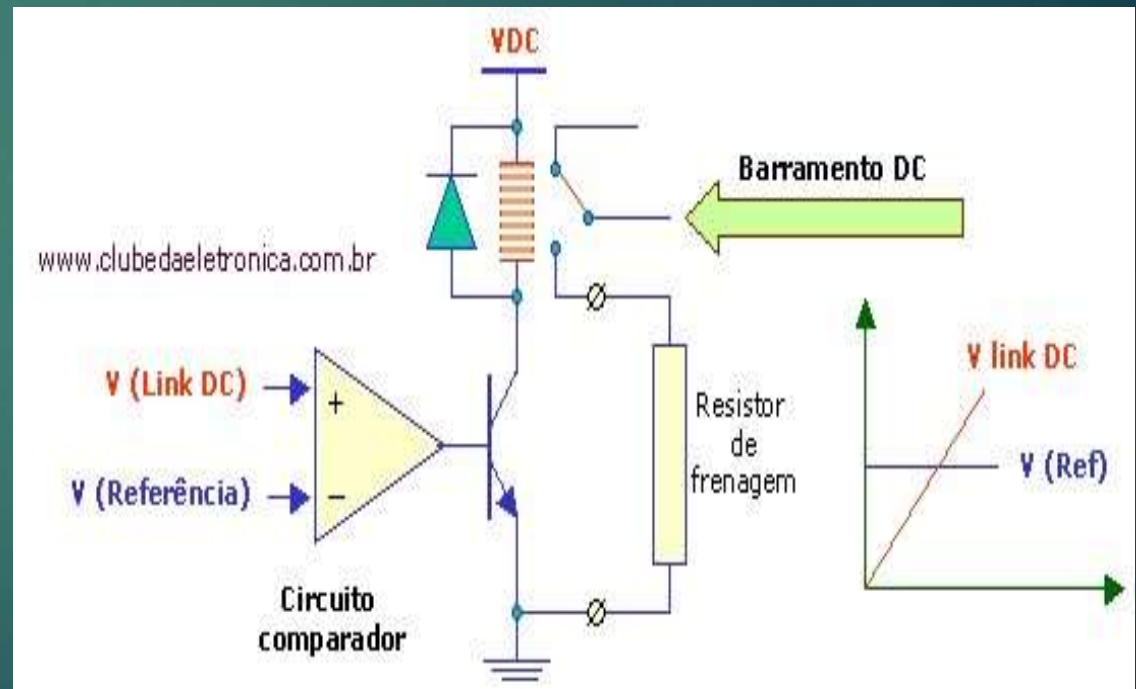 VDC
Barramento DC
www.clubedaeletronica.com.br
V (Link DC)
+
V (Referência)
−
Circuito
comparador
Resistor
de
frenagem
V link DC
V (Ref)